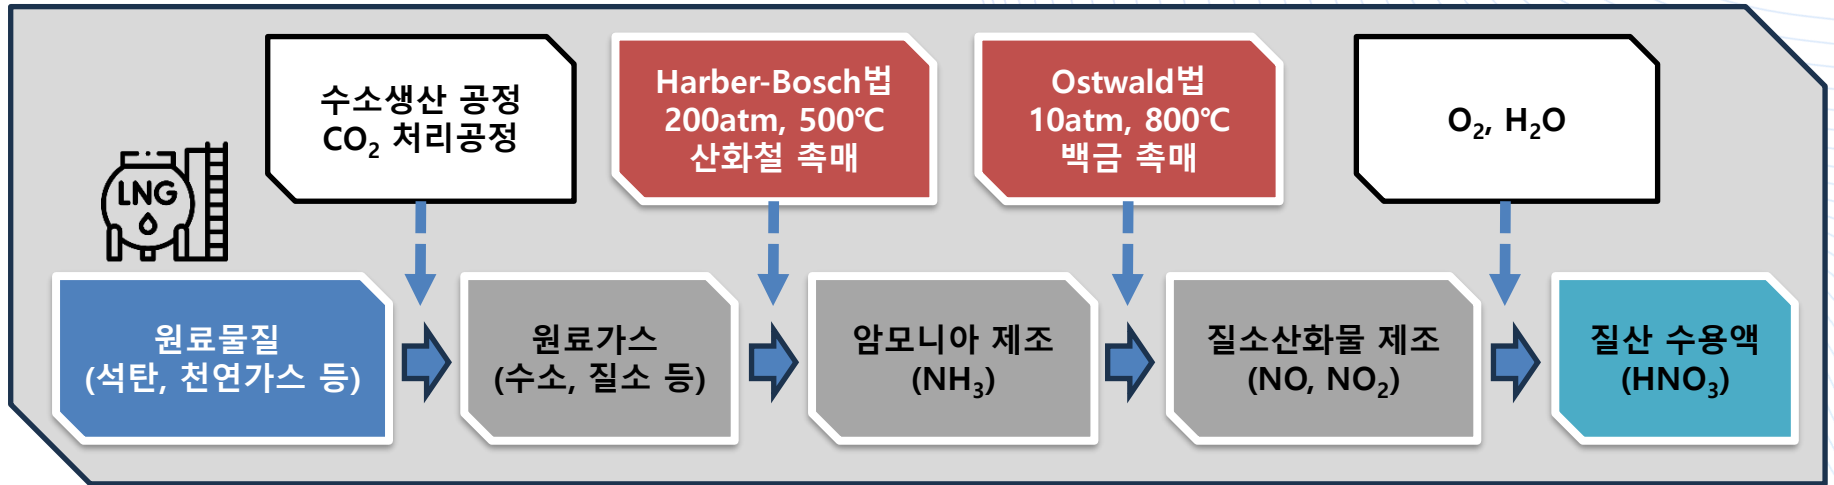 수소생산 공정
CO₂ 처리공정
Harber-Bosch법
200atm, 500℃
산화철 촉매
Ostwald법
10atm, 800℃
백금 촉매
O₂, H₂O
LNG
원료물질
(석탄, 천연가스 등)
원료가스
(수소, 질소 등)
암모니아 제조
(NH₃)
질소산화물 제조
(NO, NO₂)
질산 수용액
(HNO₃)